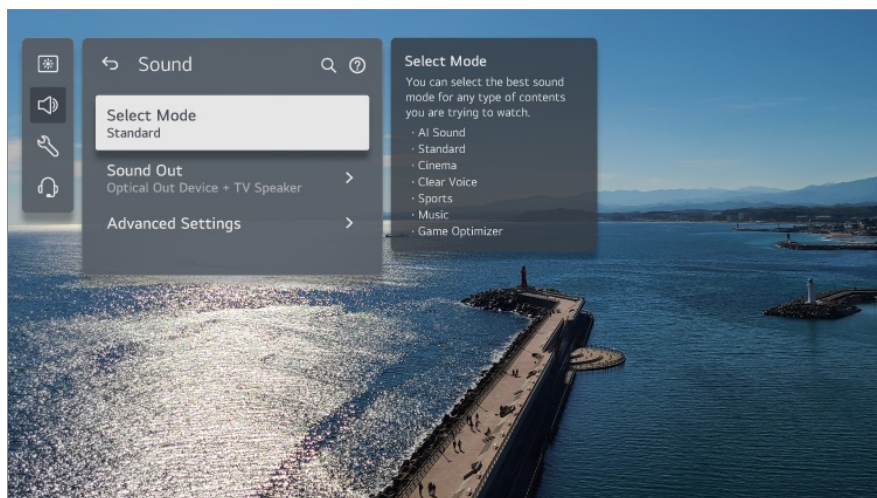 Sound
Select Mode
Standard
Sound Out
Optical Out Device + TV Speaker
Advanced Settings
Select Mode
You can select the best sound
mode for any type of contents
you are trying to watch.
· AI Sound
· Standard
· Cinema
· Clear Voice
· Sports
· Music
· Game Optimizer